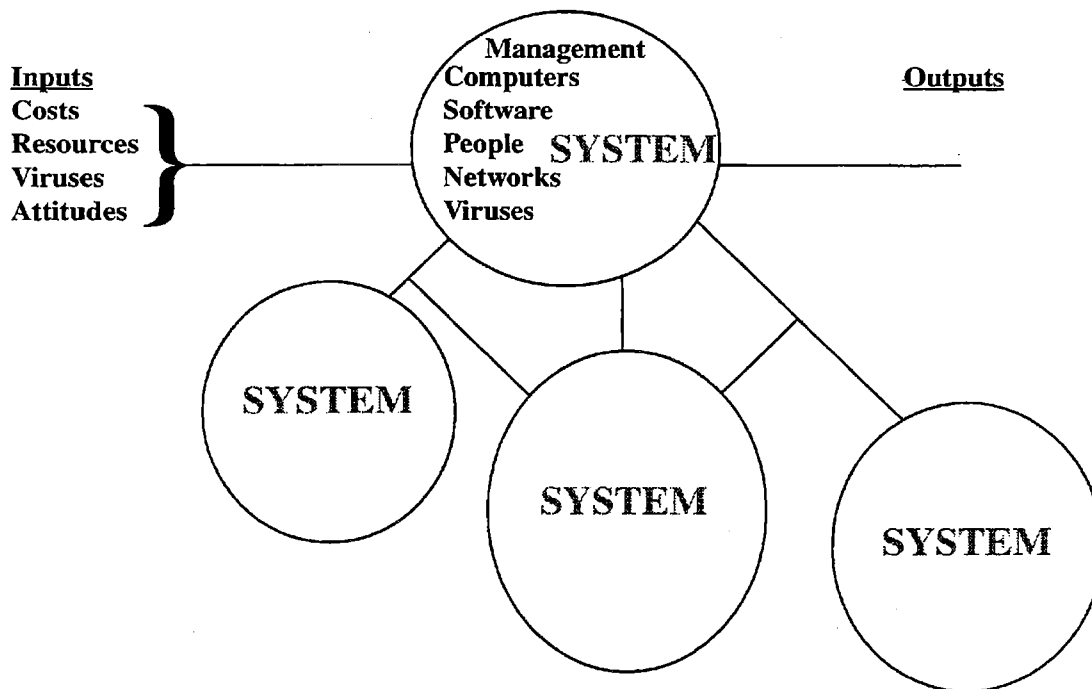 Inputs
Costs
Resources
Viruses
Attitudes
Management
Computers
Software
People
SYSTEM
Networks
Viruses
Outputs
SYSTEM
SYSTEM
SYSTEM